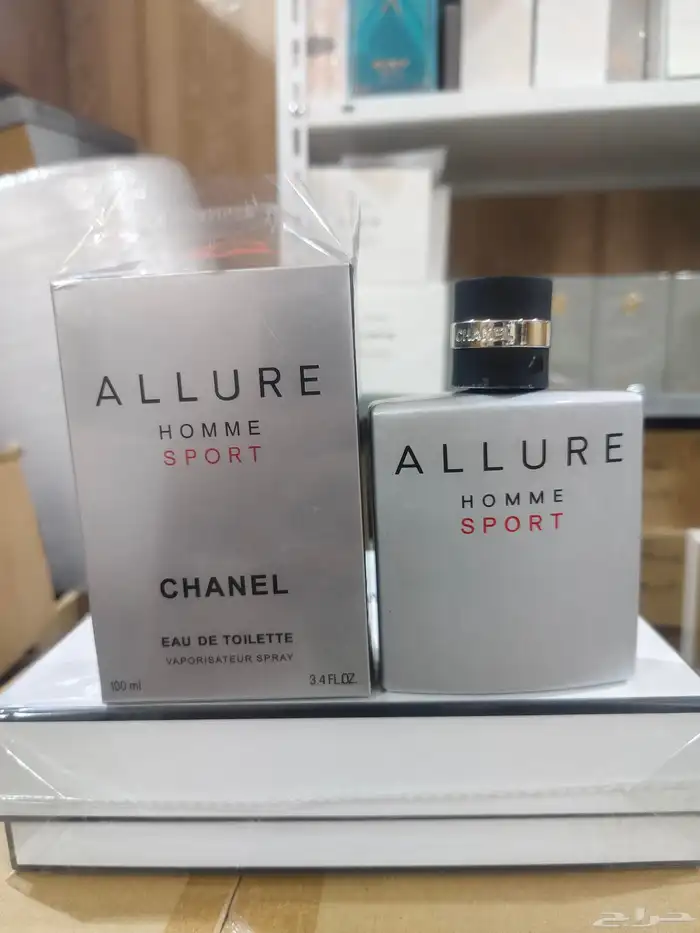 ALLURE
HOMME
SPORT
CHANEL
EAU DE TOILETTE
VAPORISATEUR SPRAY
100 ml
3.4 FL.OZ.
CHANEL
ALLURE
HOMME
SPORT
حراج